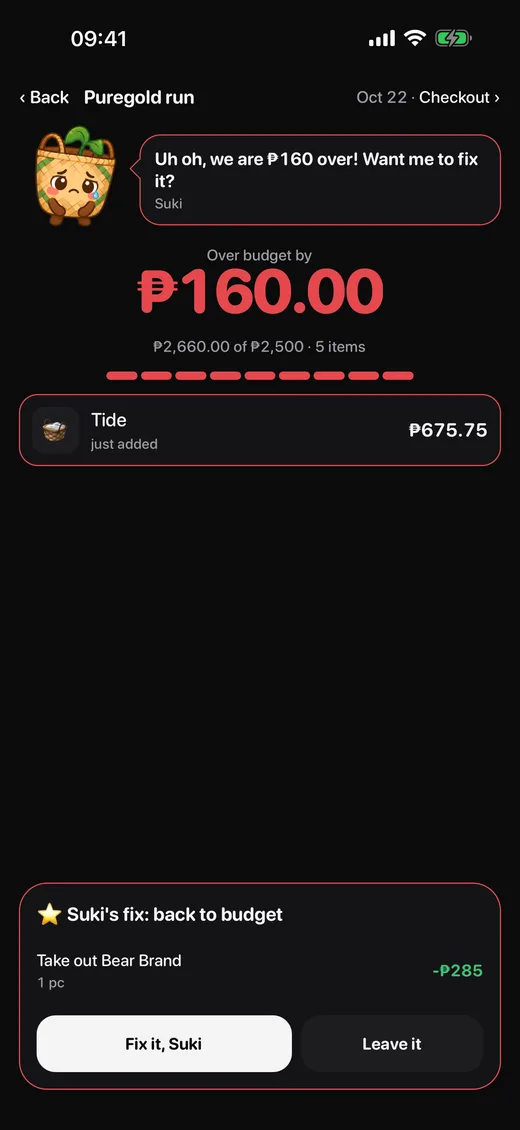 09:41
‹ Back Puregold run Oct 22 · Checkout ›
Uh oh, we are ₱160 over! Want me to fix
it?
Suki
Over budget by
₱160.00
₱2,660.00 of ₱2,500 · 5 items
Tide
just added
₱675.75
⭐ Suki's fix: back to budget
Take out Bear Brand
1 pc
-₱285
Fix it, Suki
Leave it